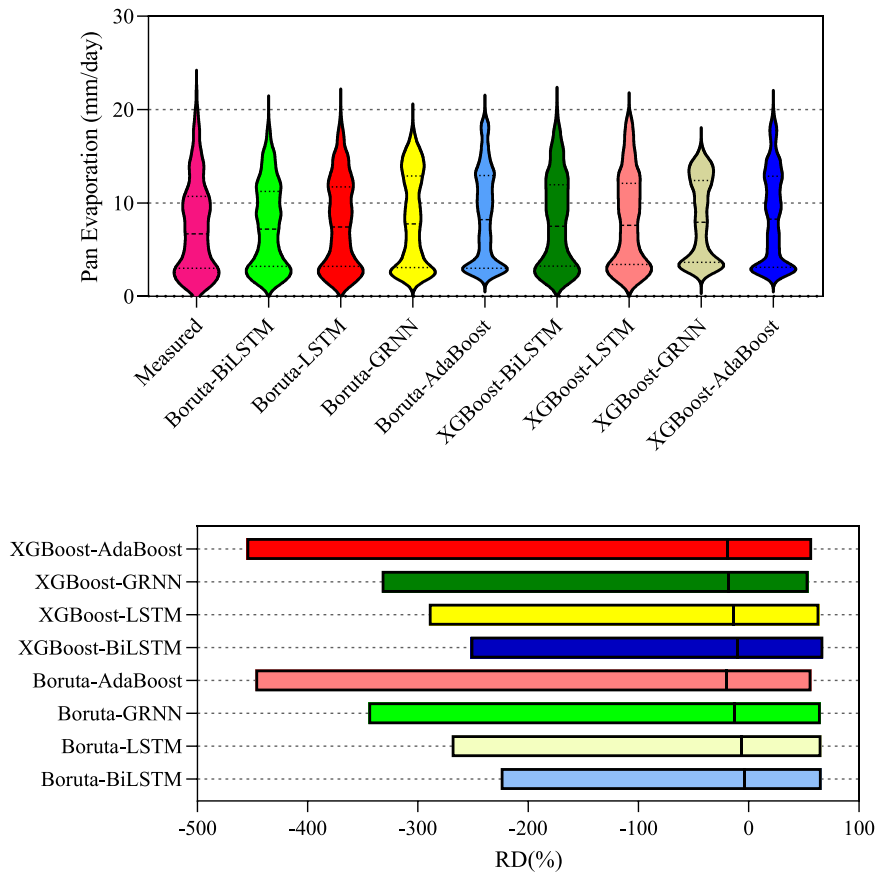 30
20
10
0
Pan Evaporation (mm/day)
Measured
Boruta-BiLSTM
Boruta-LSTM
Boruta-GRNN
Boruta-AdaBoost
XGBoost-BiLSTM
XGBoost-LSTM
XGBoost-GRNN
XGBoost-AdaBoost
XGBoost-AdaBoost
XGBoost-GRNN
XGBoost-LSTM
XGBoost-BiLSTM
Boruta-AdaBoost
Boruta-GRNN
Boruta-LSTM
Boruta-BiLSTM
-500 -400 -300 -200 -100 0 100
RD(%)